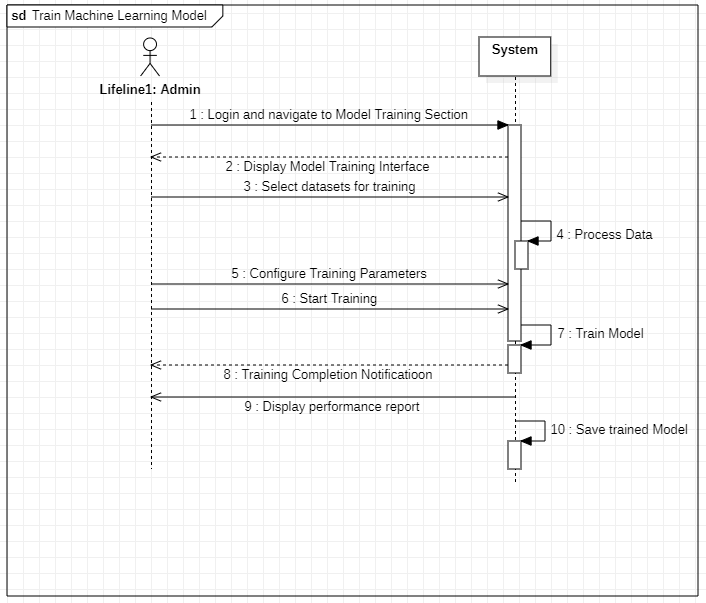 sd Train Machine Learning Model
System
Lifeline1: Admin
1 : Login and navigate to Model Training Section
2 : Display Model Training Interface
3 : Select datasets for training
4 : Process Data
5 : Configure Training Parameters
6 : Start Training
7 : Train Model
8 : Training Completion Notificatioon
9 : Display performance report
10 : Save trained Model